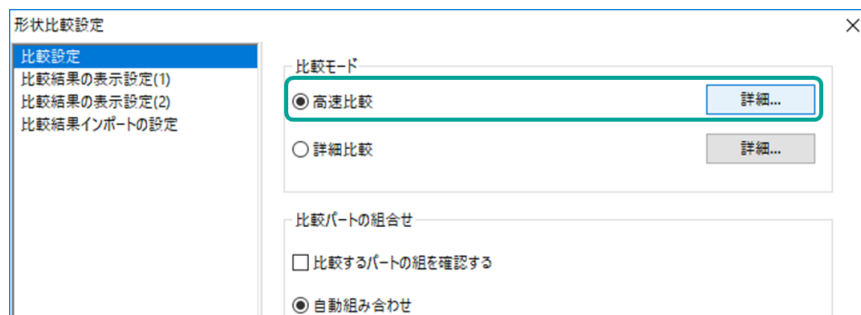 形状比較設定
比較設定
比較結果の表示設定(1)
比較結果の表示設定(2)
比較結果インポートの設定
比較モード
高速比較 詳細...
詳細比較 詳細...
比較パートの組合せ
比較するパートの組を確認する
自動組み合わせ